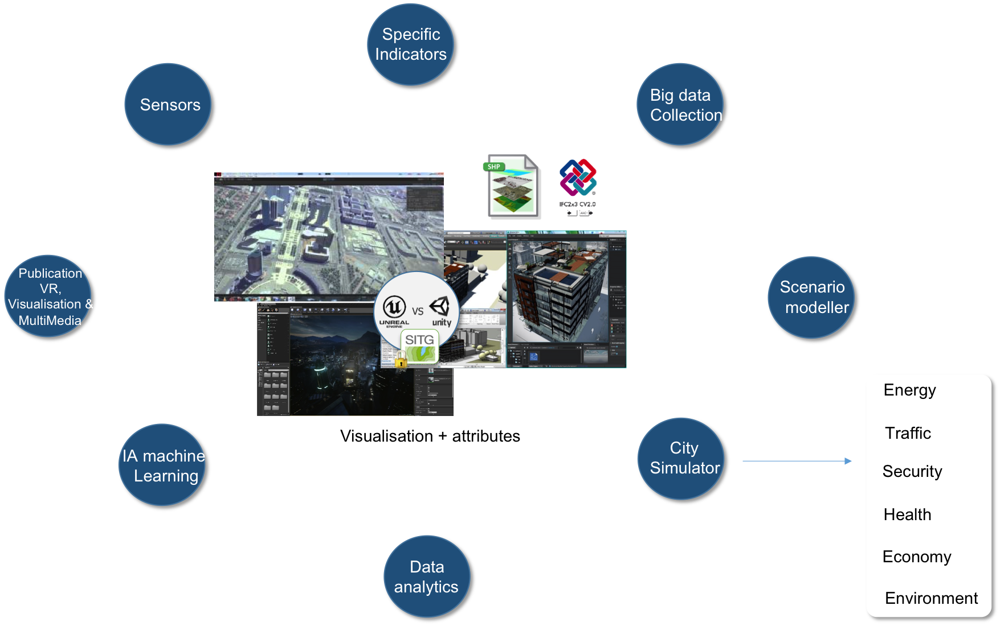 Specific
Indicators
Sensors
Big data
Collection
SHP
IFC2x3 CV2.0
Publication
VR,
Visualisation &
MultiMedia
UNREAL
ENGINE
VS
unity
SITG
Scenario
modeller
Visualisation + attributes
IA machine
Learning
City
Simulator
Data
analytics
Energy
Traffic
Security
Health
Economy
Environment